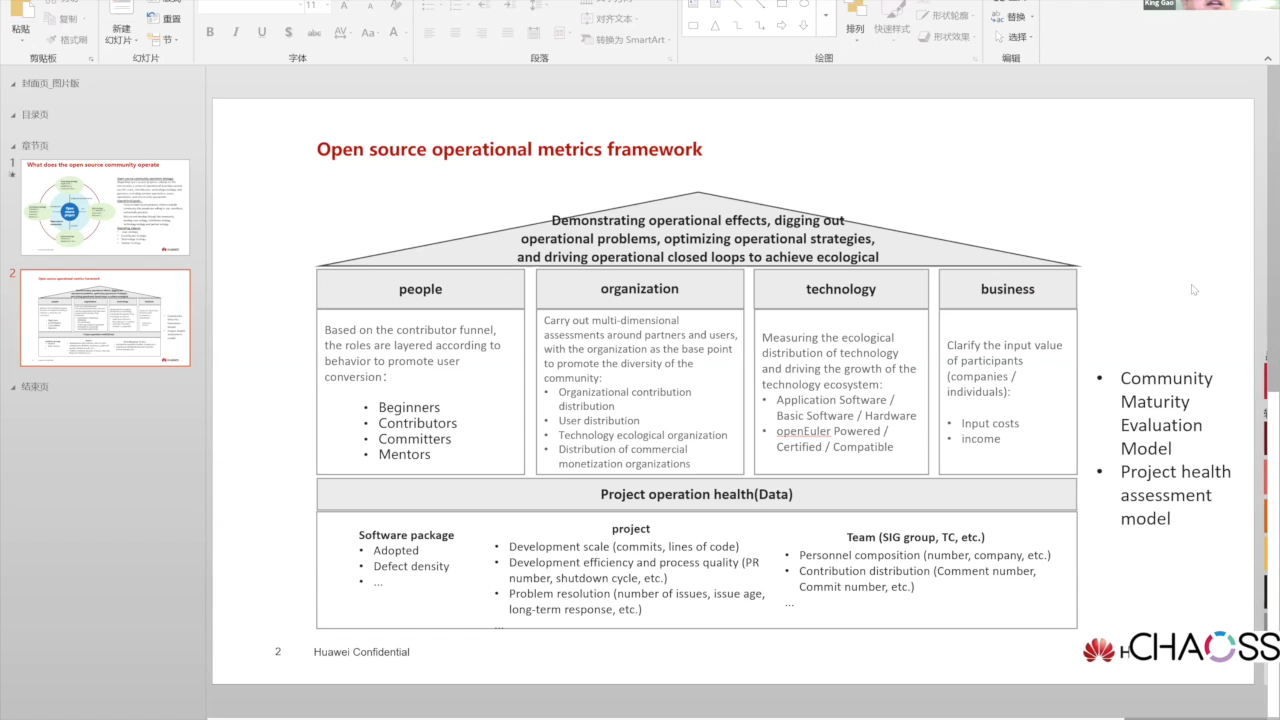 King Gao
粘贴
复制
格式刷
剪贴板
新建
幻灯片
重置
节
幻灯片
11
B I U S abc AV Aa A
字体
对齐文本
转换为 SmartArt
段落
排列
快速样式
形状轮廓
形状效果
绘图
替换
选择
编辑
封面页_图片版
目录页
章节页
1
What does the open source community operate
2
Open source operational metrics framework
结束页
Open source operational metrics framework
Demonstrating operational effects, digging out
operational problems, optimizing operational strategies,
and driving operational closed loops to achieve ecological
people
organization
technology
business
Based on the contributor funnel,
the roles are layered according to
behavior to promote user
conversion：
• Beginners
• Contributors
• Committers
• Mentors
Carry out multi-dimensional
assessments around partners and users,
with the organization as the base point
to promote the diversity of the
community:
• Organizational contribution
distribution
• User distribution
• Technology ecological organization
• Distribution of commercial
monetization organizations
Measuring the ecological
distribution of technology
and driving the growth of the
technology ecosystem:
• Application Software /
Basic Software / Hardware
• openEuler Powered /
Certified / Compatible
Clarify the input value
of participants
(companies /
individuals):
• Input costs
• income
• Community
Maturity
Evaluation
Model
• Project health
assessment
model
Project operation health(Data)
Software package
• Adopted
• Defect density
• ...
project
• Development scale (commits, lines of code)
• Development efficiency and process quality (PR
number, shutdown cycle, etc.)
• Problem resolution (number of issues, issue age,
long-term response, etc.)
...
Team (SIG group, TC, etc.)
• Personnel composition (number, company, etc.)
• Contribution distribution (Comment number,
Commit number, etc.)
...
2
Huawei Confidential
CHAOSS